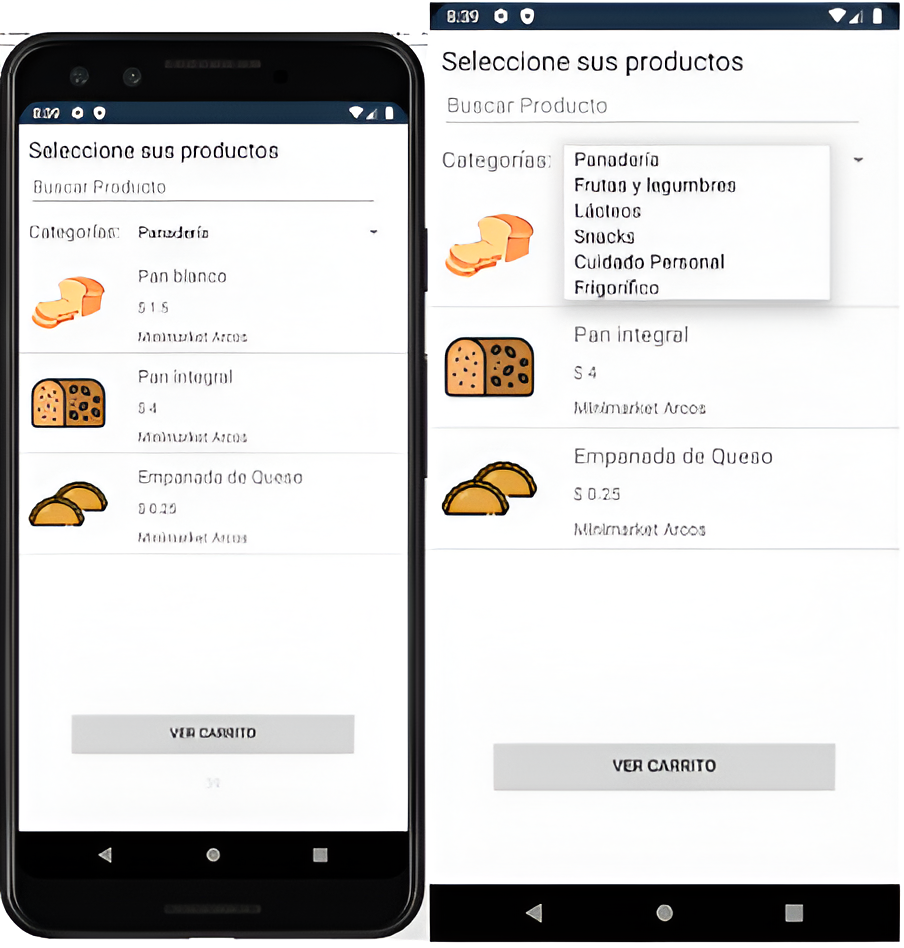 8:39
Seleccione sus productos
Buscar Producto
Categorías: Panadería
Pan blanco
$ 1.5
Minimarket Arcos
Pan integral
$ 4
Minimarket Arcos
Empanada de Queso
$ 0.25
Minimarket Arcos
VER CARRITO
8:39
Seleccione sus productos
Buscar Producto
Categorías:
Panadería
Frutas y legumbres
Lácteos
Snacks
Cuidado Personal
Frigorífico
Pan integral
$ 4
Minimarket Arcos
Empanada de Queso
$ 0.25
Minimarket Arcos
VER CARRITO